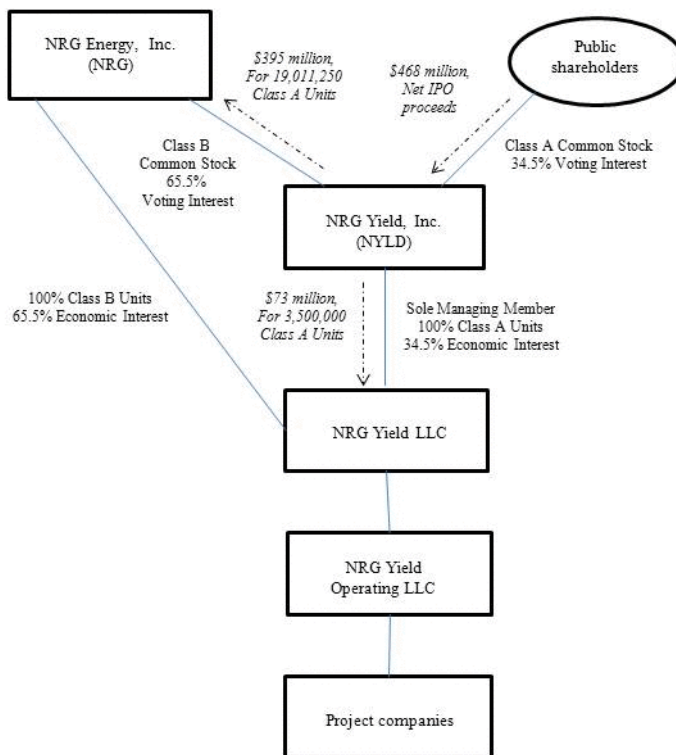 NRG Energy, Inc.
(NRG)
$395 million,
For 19,011,250
Class A Units
$468 million,
Net IPO
proceeds
Public
shareholders
Class B
Common Stock
65.5%
Voting Interest
Class A Common Stock
34.5% Voting Interest
NRG Yield, Inc.
(NYLD)
100% Class B Units
65.5% Economic Interest
$73 million,
For 3,500,000
Class A Units
Sole Managing Member
100% Class A Units
34.5% Economic Interest
NRG Yield LLC
NRG Yield
Operating LLC
Project companies